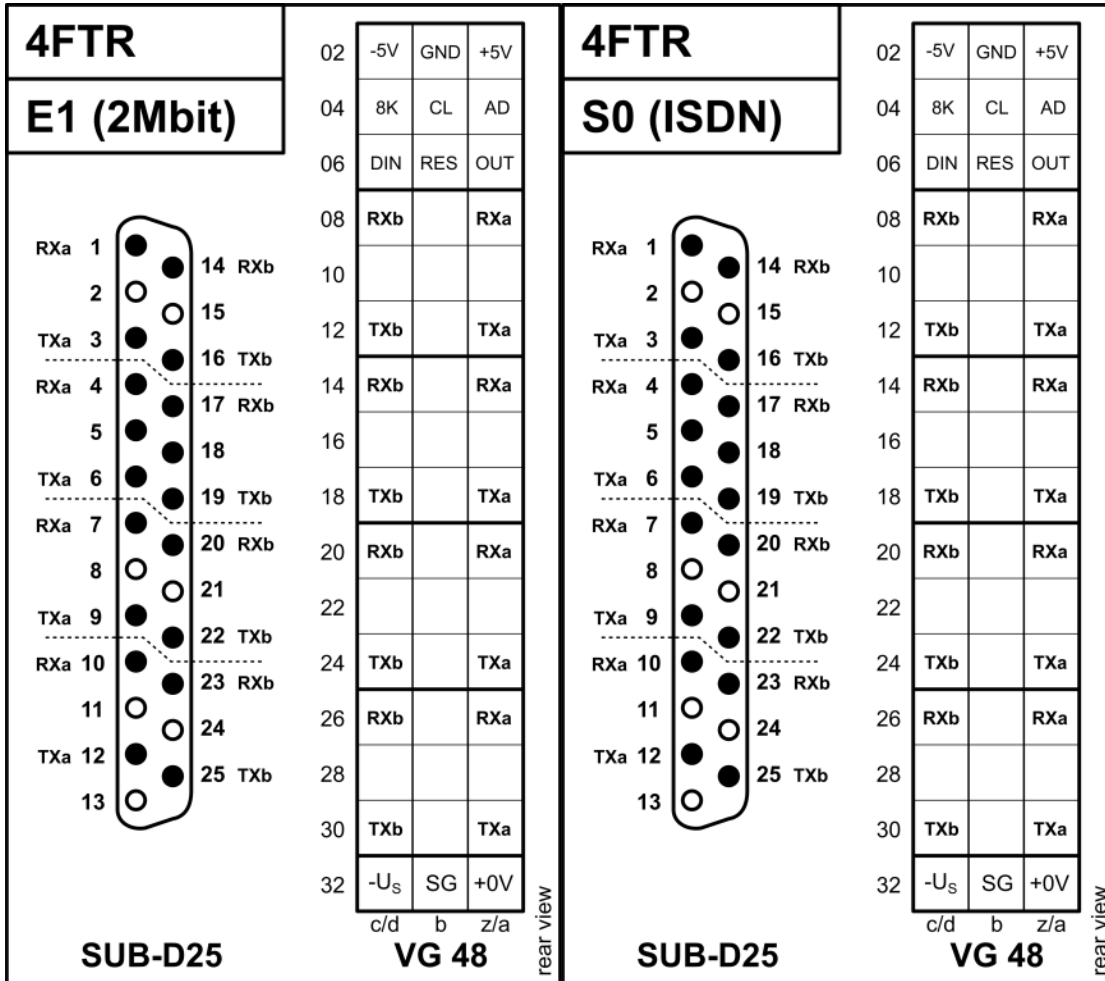 4FTR
E1 (2Mbit)
RXa 1
14 RXb
2
15
TXa 3
16 TXb
RXa 4
17 RXb
5
18
TXa 6
19 TXb
RXa 7
20 RXb
8
21
TXa 9
22 TXb
RXa 10
23 RXb
11
24
TXa 12
25 TXb
13
SUB-D25
02 -5V GND +5V
04 8K CL AD
06 DIN RES OUT
08 RXb RXa
10
12 TXb TXa
14 RXb RXa
16
18 TXb TXa
20 RXb RXa
22
24 TXb TXa
26 RXb RXa
28
30 TXb TXa
32 -US SG +0V
c/d b z/a
VG 48
rear view
4FTR
S0 (ISDN)
RXa 1
14 RXb
2
15
TXa 3
16 TXb
RXa 4
17 RXb
5
18
TXa 6
19 TXb
RXa 7
20 RXb
8
21
TXa 9
22 TXb
RXa 10
23 RXb
11
24
TXa 12
25 TXb
13
SUB-D25
02 -5V GND +5V
04 8K CL AD
06 DIN RES OUT
08 RXb RXa
10
12 TXb TXa
14 RXb RXa
16
18 TXb TXa
20 RXb RXa
22
24 TXb TXa
26 RXb RXa
28
30 TXb TXa
32 -US SG +0V
c/d b z/a
VG 48
rear view